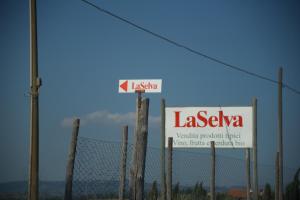 LaSelva
LaSelva
Vendita prodotti tipici
Vino, frutta e verdura bio